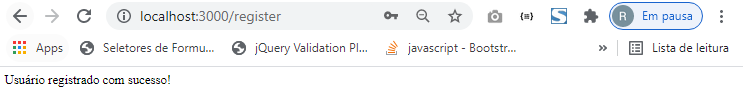 localhost:3000/register
R Em pausa
Apps Seletores de Formu... jQuery Validation Pl... javascript - Bootstr... » Lista de leitura
Usuário registrado com sucesso!